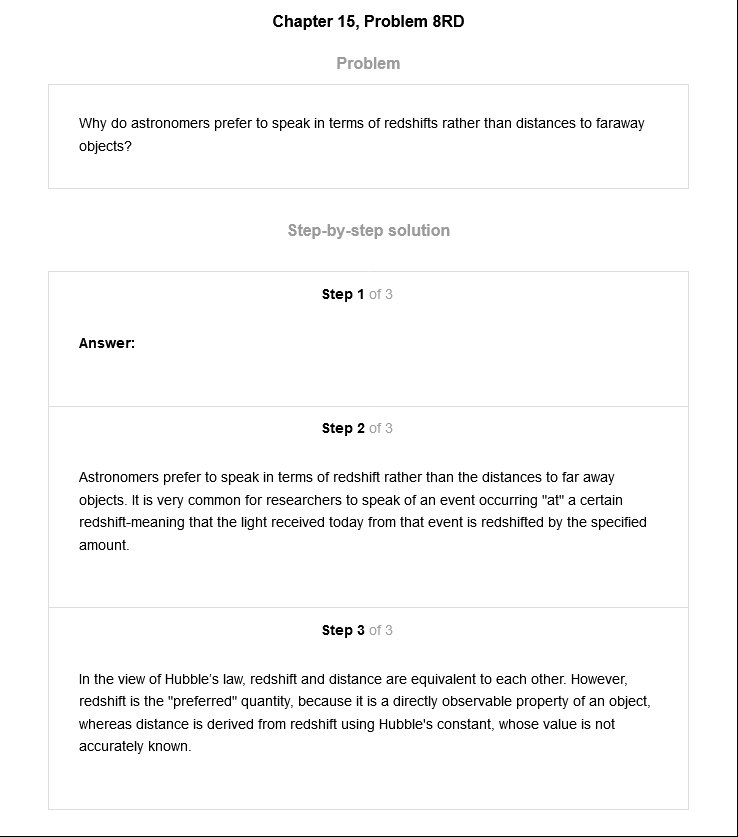 Chapter 15, Problem 8RD
Problem
Why do astronomers prefer to speak in terms of redshifts rather than distances to faraway
objects?
Step-by-step solution
Step 1 of 3
Answer:
Step 2 of 3
Astronomers prefer to speak in terms of redshift rather than the distances to far away
objects. It is very common for researchers to speak of an event occurring "at" a certain
redshift-meaning that the light received today from that event is redshifted by the specified
amount.
Step 3 of 3
In the view of Hubble's law, redshift and distance are equivalent to each other. However,
redshift is the "preferred" quantity, because it is a directly observable property of an object,
whereas distance is derived from redshift using Hubble's constant, whose value is not
accurately known.